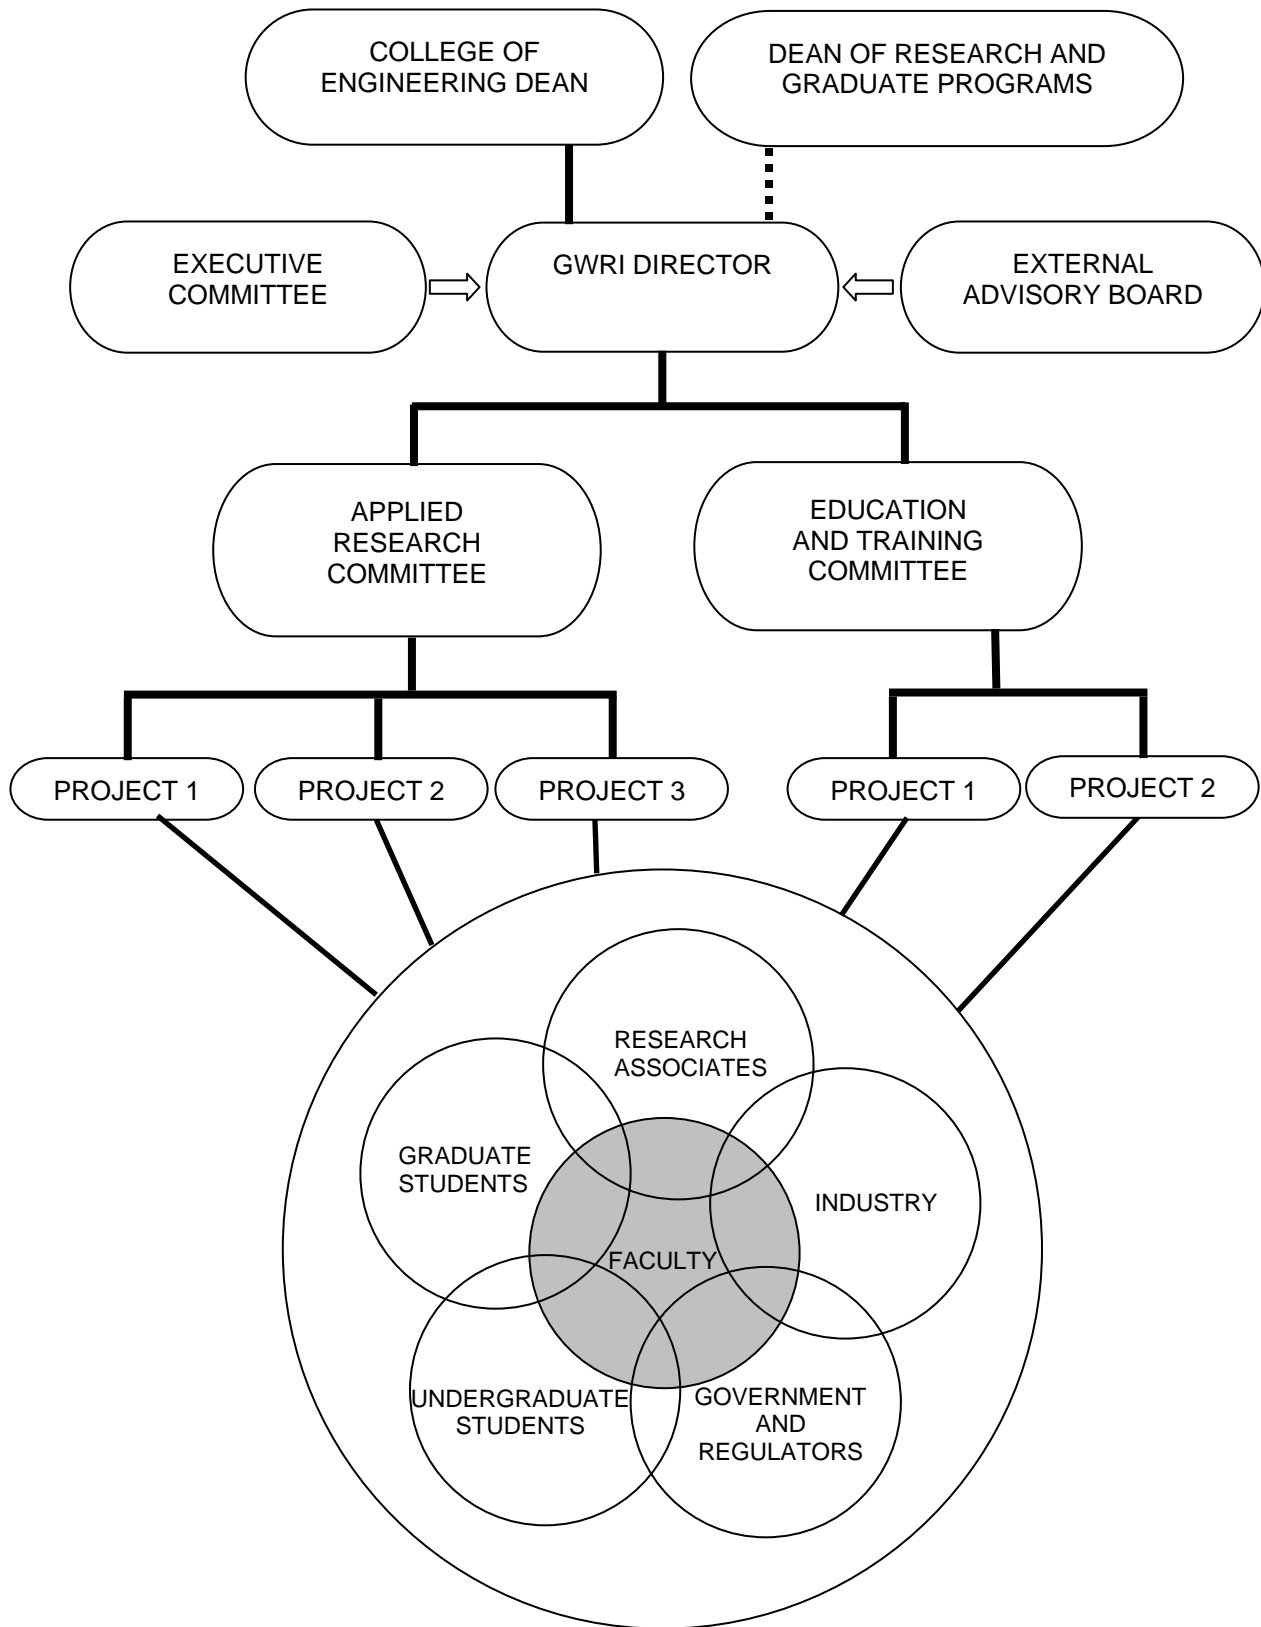 COLLEGE OF
ENGINEERING DEAN
DEAN OF RESEARCH AND
GRADUATE PROGRAMS
EXECUTIVE
COMMITTEE
GWRI DIRECTOR
EXTERNAL
ADVISORY BOARD
APPLIED
RESEARCH
COMMITTEE
EDUCATION
AND TRAINING
COMMITTEE
PROJECT 1
PROJECT 2
PROJECT 3
PROJECT 1
PROJECT 2
RESEARCH
ASSOCIATES
GRADUATE
STUDENTS
INDUSTRY
FACULTY
UNDERGRADUATE
STUDENTS
GOVERNMENT
AND
REGULATORS